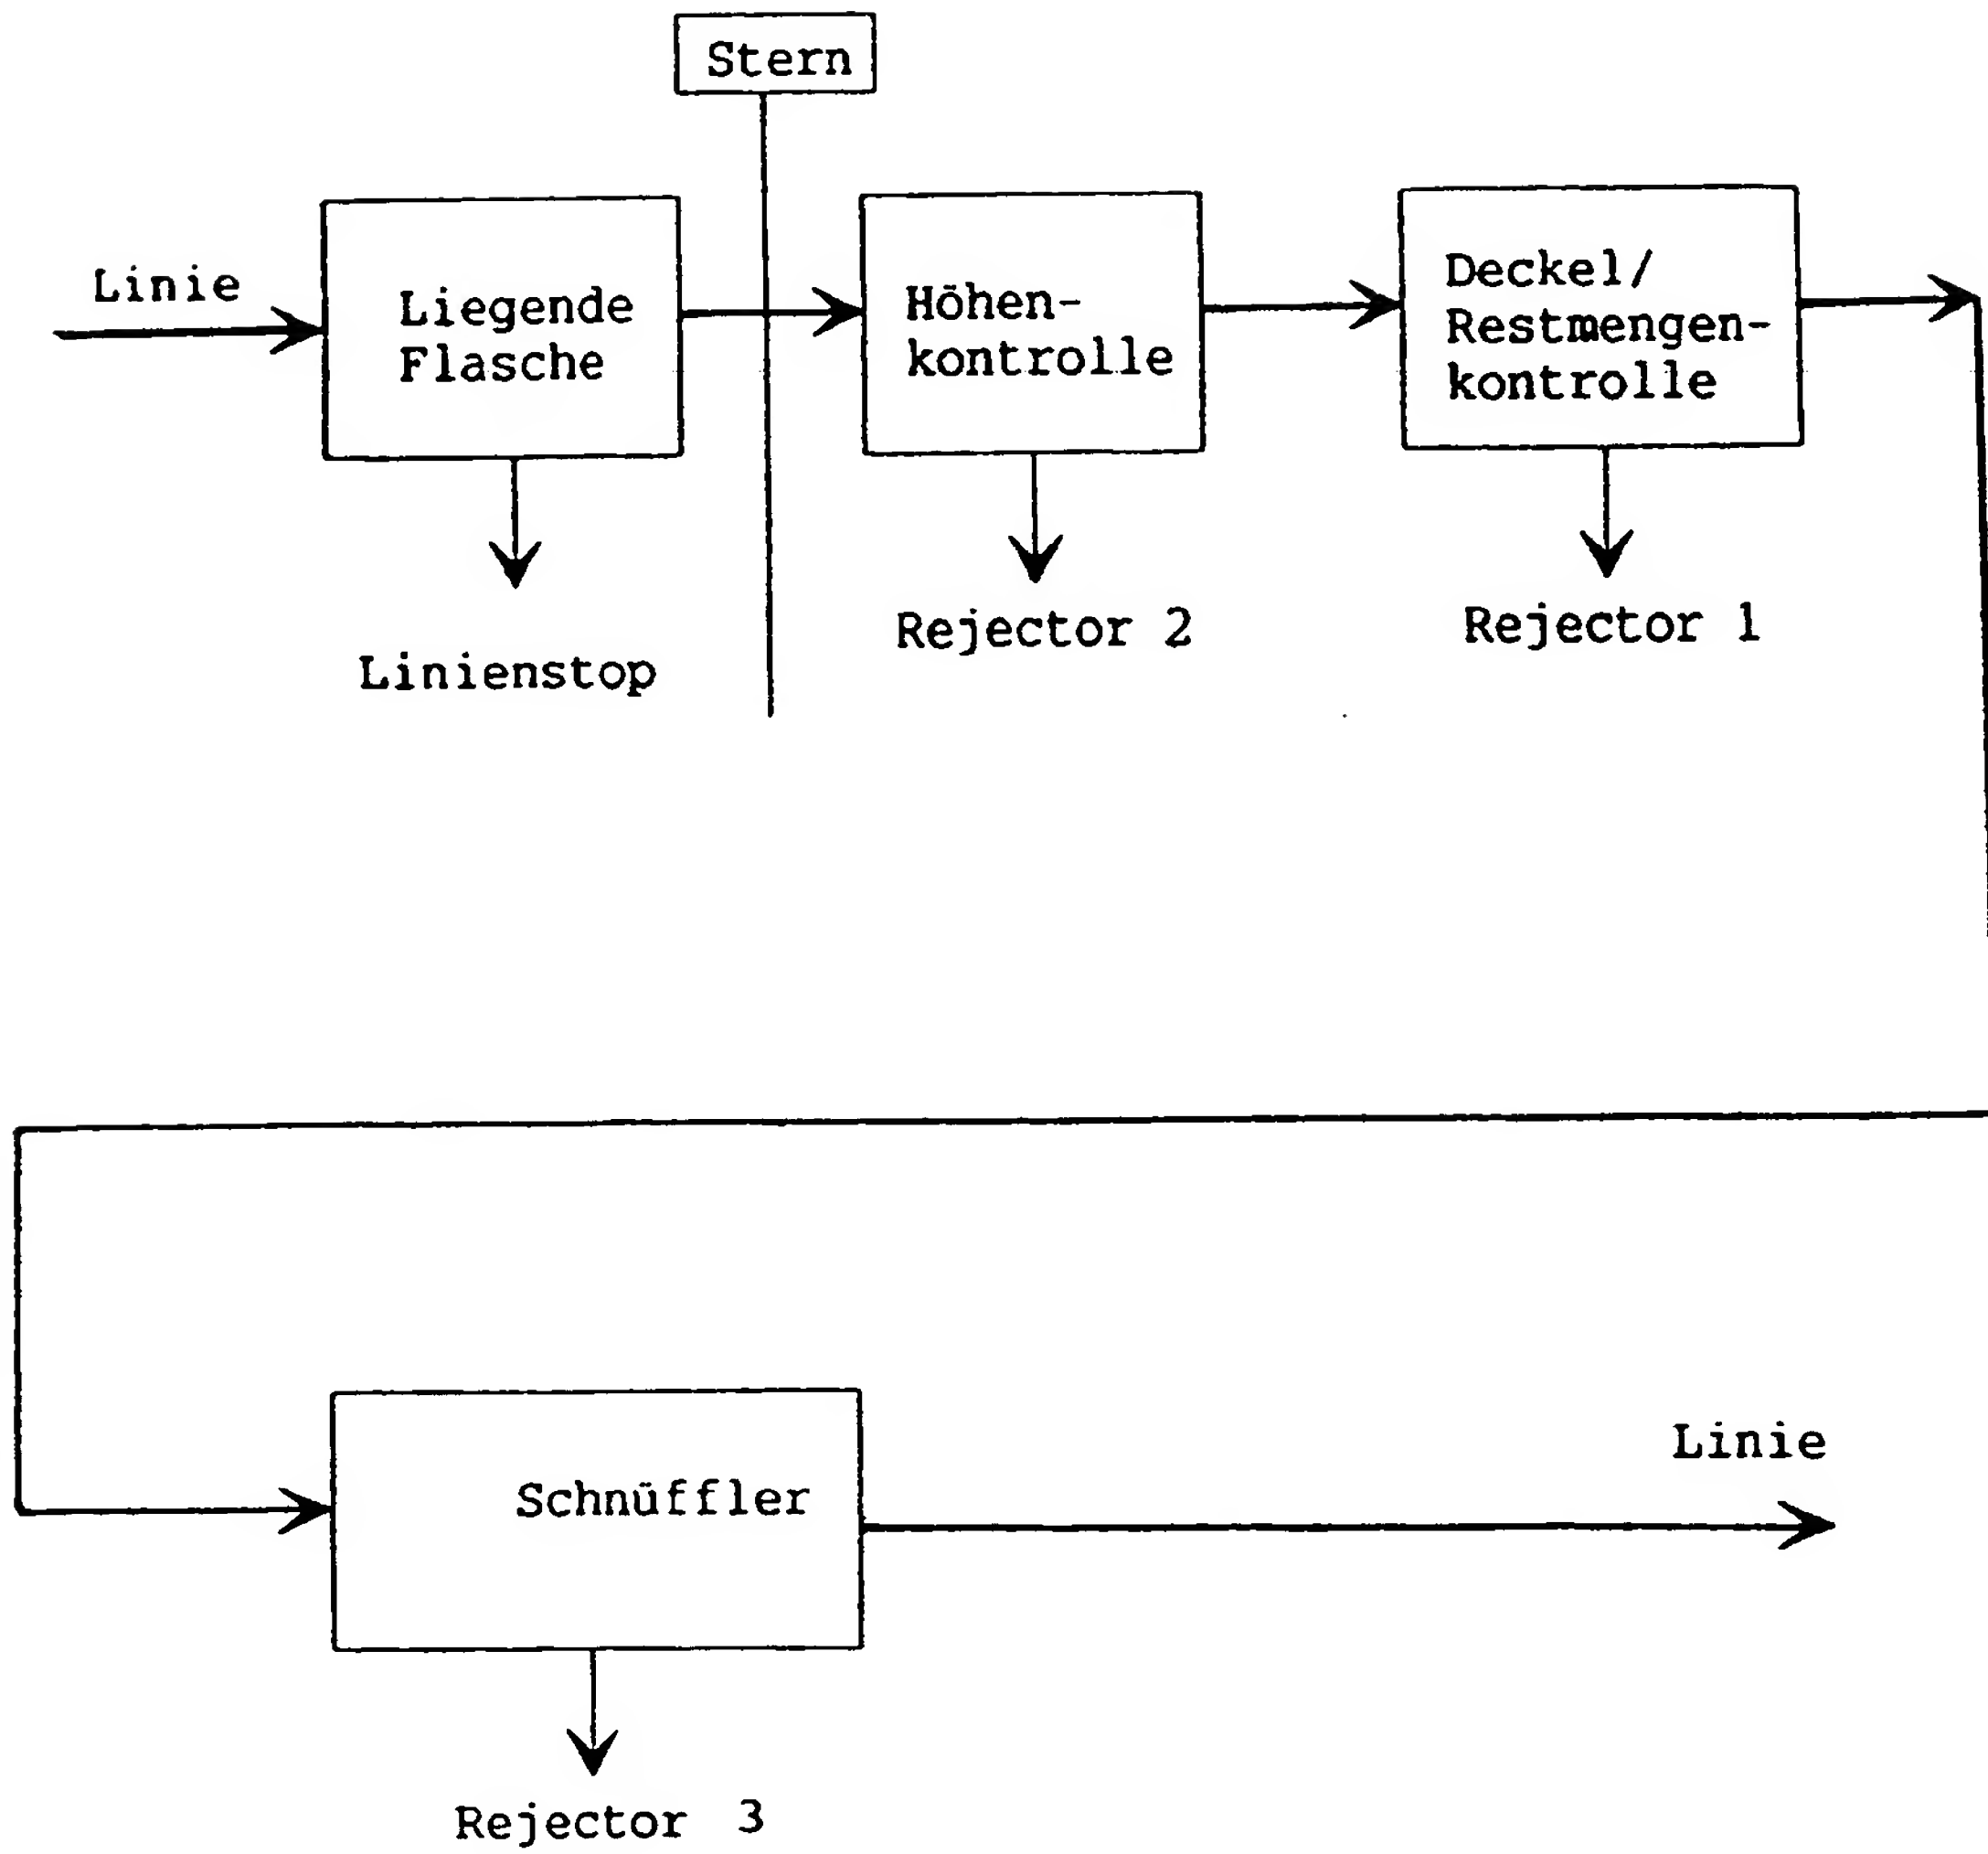 Stern
Linie
Liegende
Flasche
Höhen-
kontrolle
Deckel/
Restmengen-
kontrolle
Linienstop
Rejector 2
Rejector 1
Schnüffler
Linie
Rejector 3